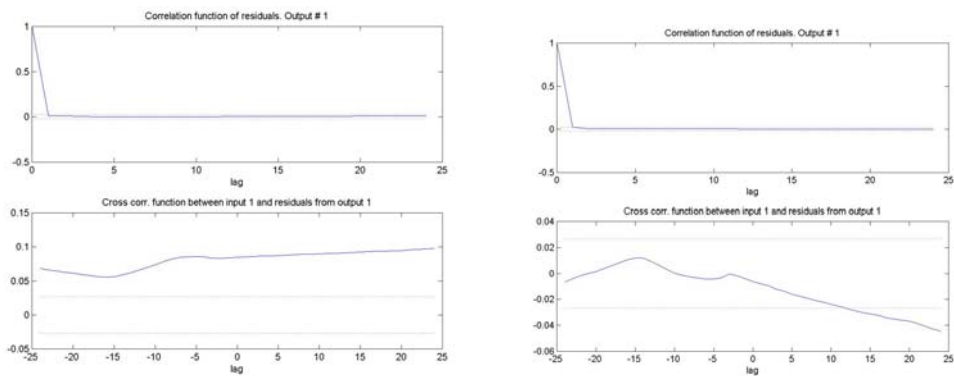 Correlation function of residuals. Output # 1
1
0.5
0
-0.5
0 5 10 15 20 25
lag
Cross corr. function between input 1 and residuals from output 1
0.15
0.1
0.05
0
-0.05
-25 -20 -15 -10 -5 0 5 10 15 20 25
lag
Correlation function of residuals. Output # 1
1
0.5
0
-0.5
0 5 10 15 20 25
lag
Cross corr. function between input 1 and residuals from output 1
0.04
0.02
0
-0.02
-0.04
-0.06
-25 -20 -15 -10 -5 0 5 10 15 20 25
lag